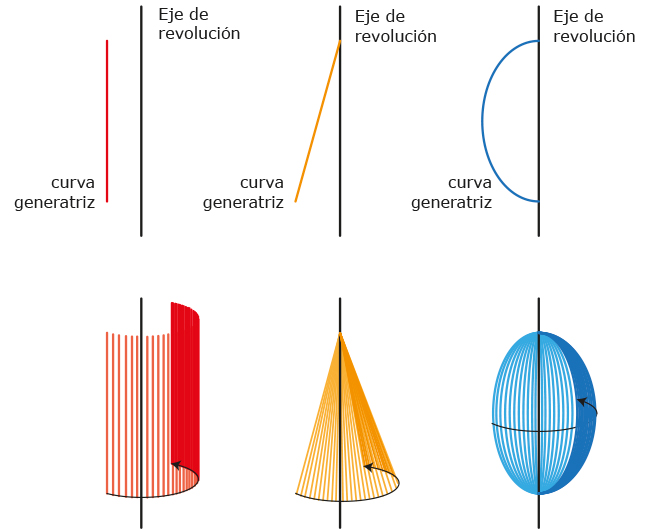 Eje de
revolución
curva
generatriz
Eje de
revolución
curva
generatriz
Eje de
revolución
curva
generatriz